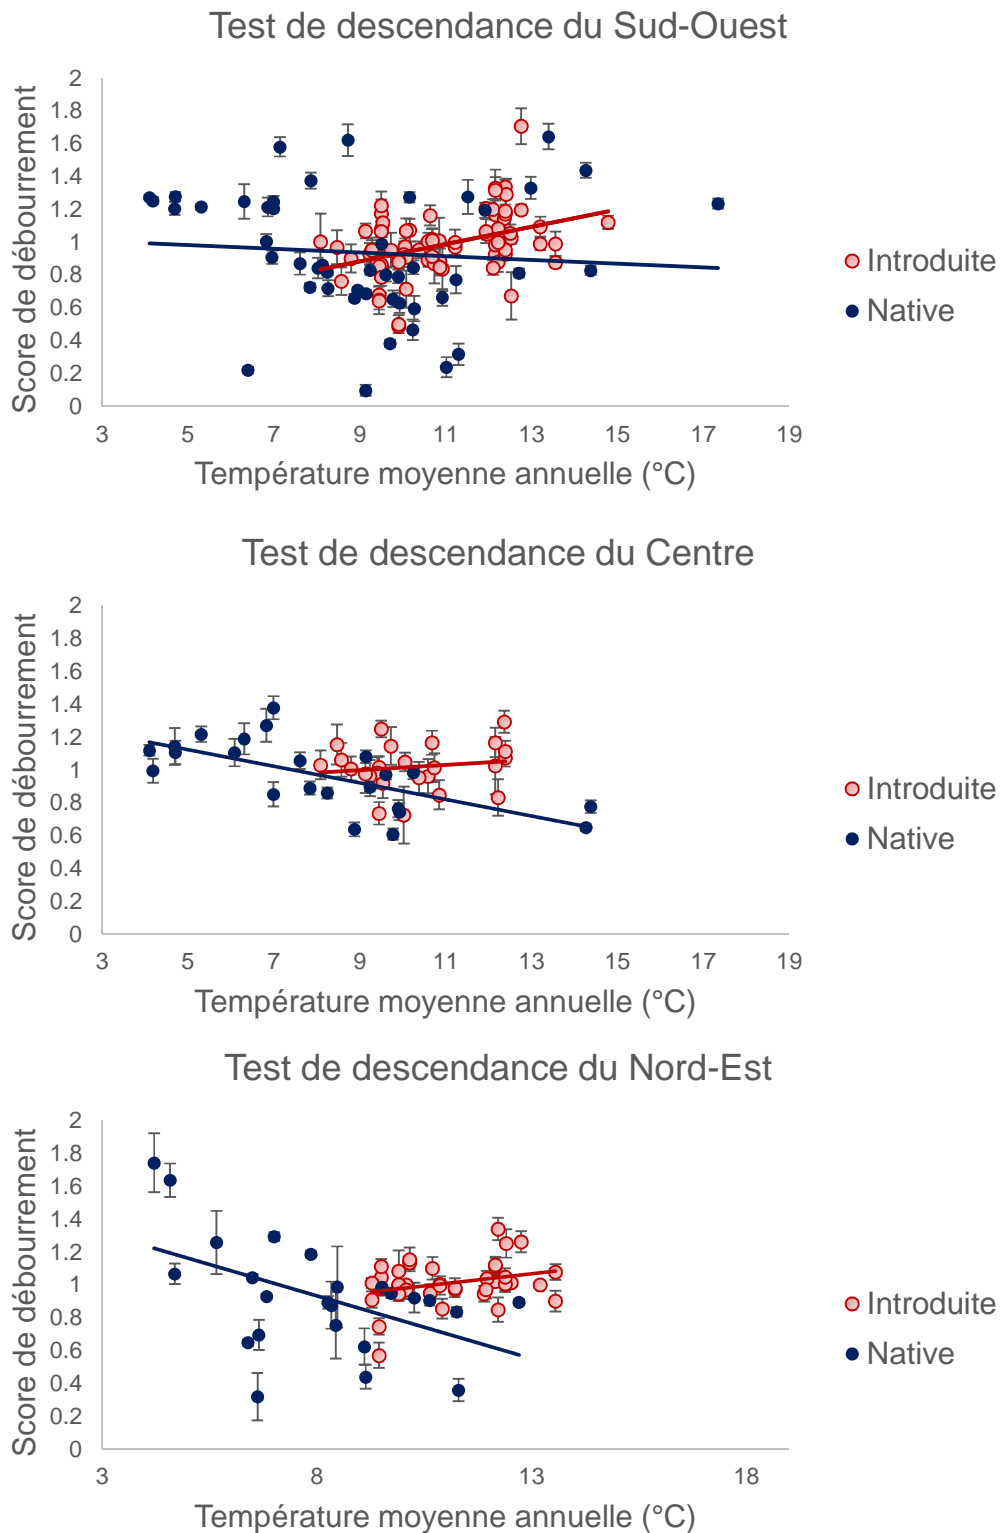 Test de descendance du Sud-Ouest
2
1.8
1.6
1.4
1.2
1
0.8
0.6
0.4
0.2
0
Score de débourrement
3 5 7 9 11 13 15 17 19
Température moyenne annuelle (°C)
Introduite
Native
Test de descendance du Centre
2
1.8
1.6
1.4
1.2
1
0.8
0.6
0.4
0.2
0
Score de débourrement
3 5 7 9 11 13 15 17 19
Température moyenne annuelle (°C)
Introduite
Native
Test de descendance du Nord-Est
2
1.8
1.6
1.4
1.2
1
0.8
0.6
0.4
0.2
0
Score de débourrement
3 8 13 18
Température moyenne annuelle (°C)
Introduite
Native